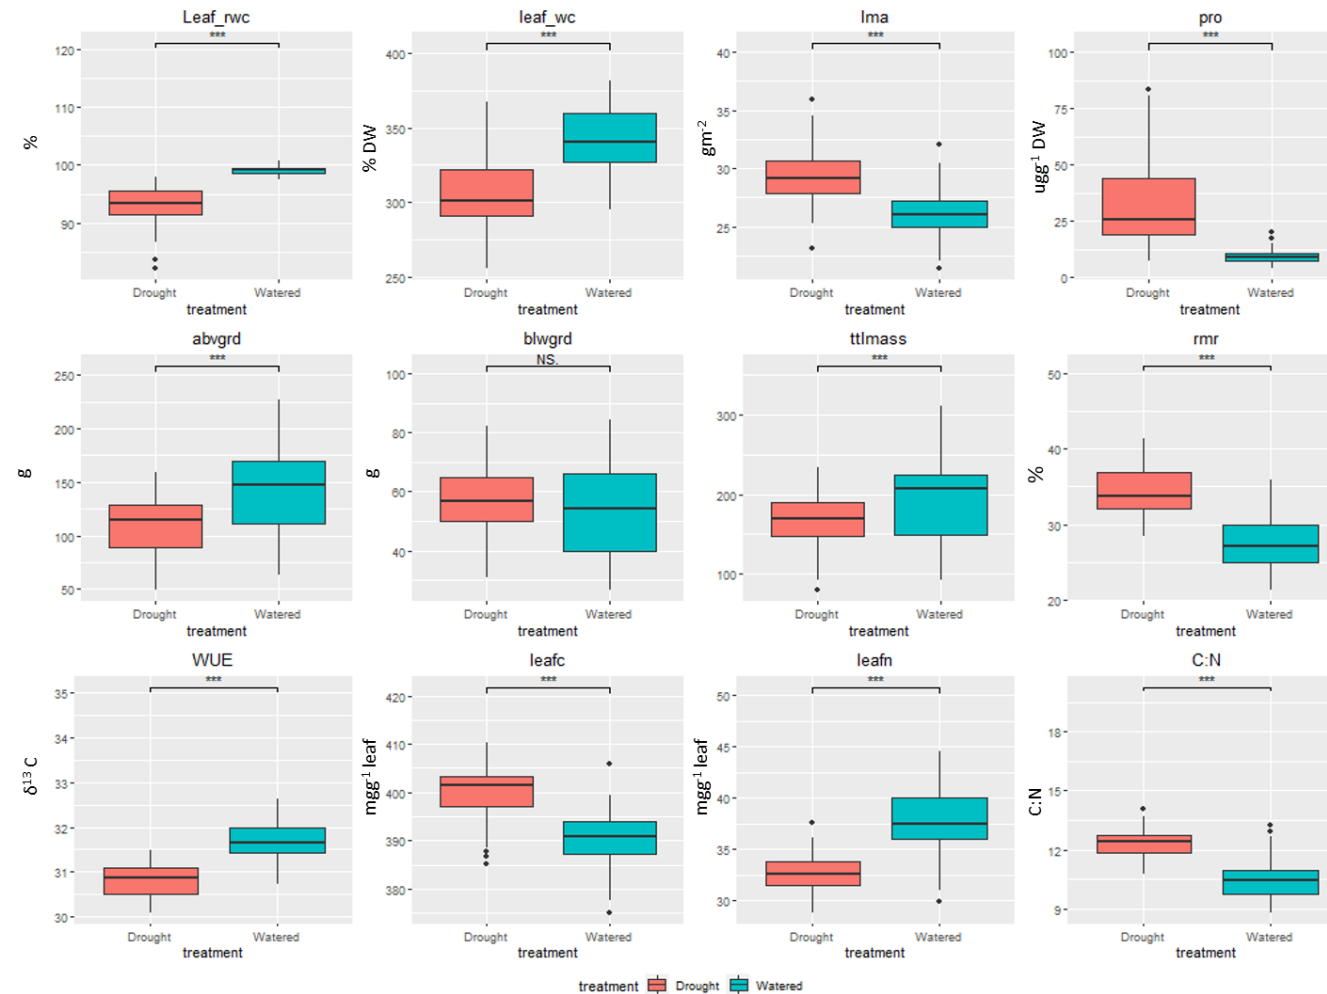 Leaf_rwc
***
%
120
110
100
90
Drought Watered
treatment
leaf_wc
***
% DW
400
350
300
250
Drought Watered
treatment
lma
***
gm-2
40
35
30
25
Drought Watered
treatment
pro
***
ugg-1 DW
100
75
50
25
0
Drought Watered
treatment
abvgrd
***
g
250
200
150
100
50
Drought Watered
treatment
blwgrd
NS.
g
100
80
60
40
Drought Watered
treatment
ttlmass
***
300
200
100
Drought Watered
treatment
rmr
***
%
50
40
30
20
Drought Watered
treatment
WUE
***
δ13 C
35
34
33
32
31
30
Drought Watered
treatment
leafc
***
mgg-1 leaf
420
410
400
390
380
Drought Watered
treatment
leafn
***
mgg-1 leaf
50
45
40
35
30
Drought Watered
treatment
C:N
***
C:N
18
15
12
9
Drought Watered
treatment
treatment Drought Watered